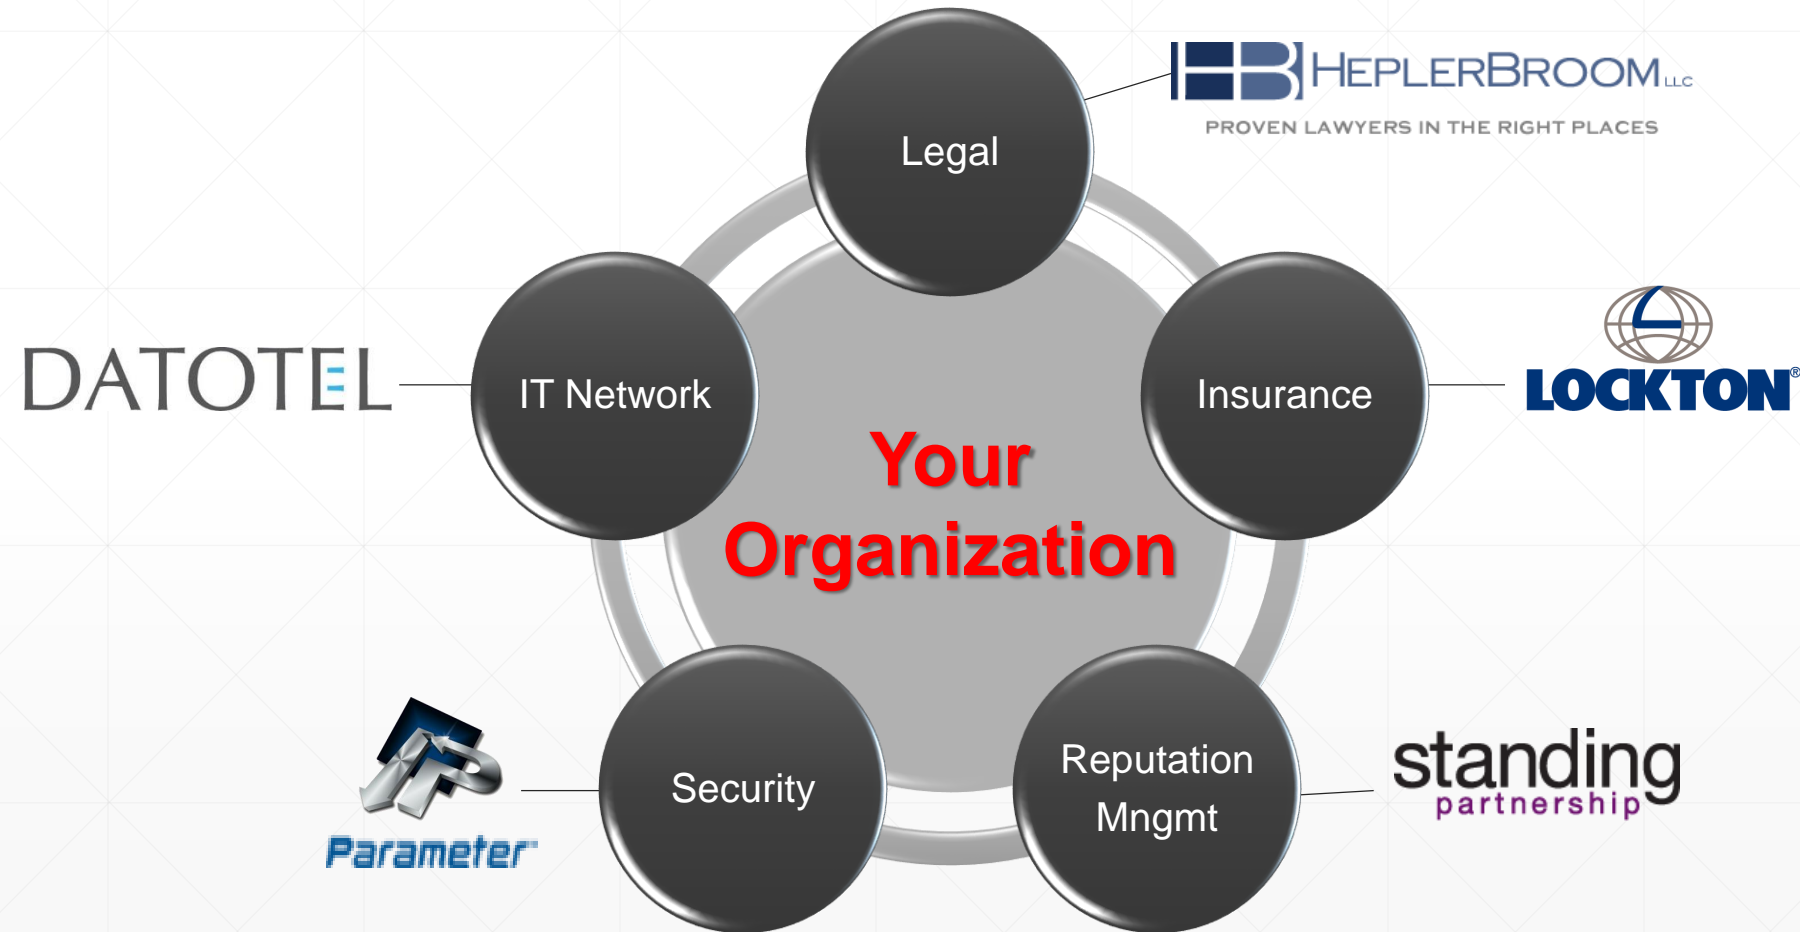 Legal
HEPLERBROOM LLC
PROVEN LAWYERS IN THE RIGHT PLACES
DATOTEL
IT Network
Insurance
LOCKTON®
Your
Organization
Security
Parameter
Reputation
Mngmt
standing
partnership